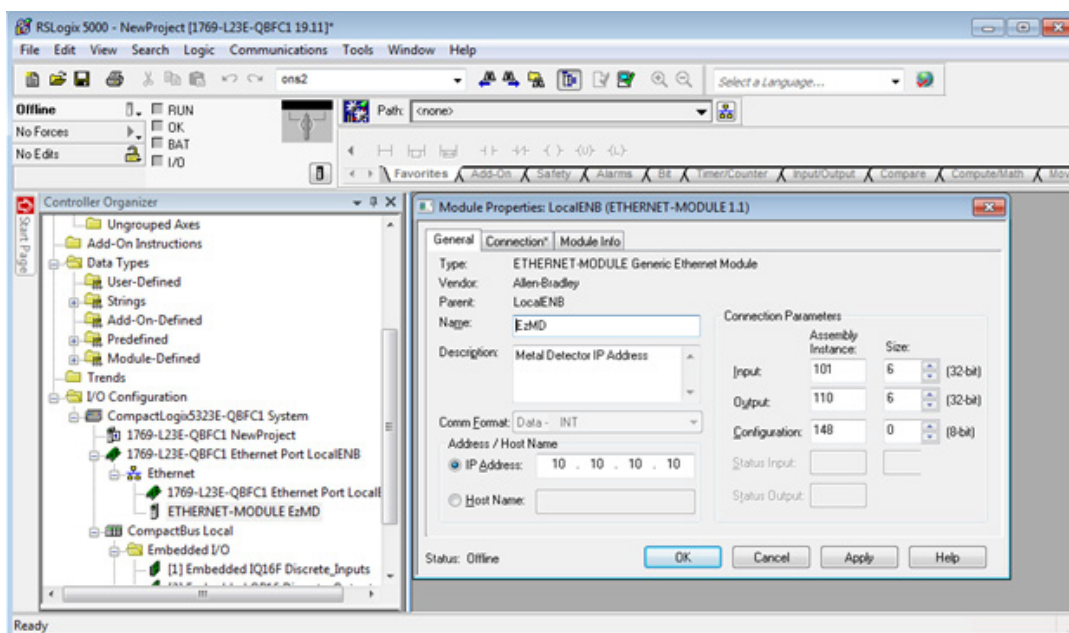 RSLogix 5000 - NewProject [1769-L23E-QBFC1 19.11]*
File Edit View Search Logic Communications Tools Window Help
ons2
Select a Language...
Offline
RUN
No Forces
OK
No Edits
BAT
I/O
Path: <none>
Favorites Add-On Safety Alarms Bit Timer/Counter Input/Output Compare Compute/Math Mov
Start Page
Controller Organizer
Ungrouped Axes
Add-On Instructions
Data Types
User-Defined
Strings
Add-On-Defined
Predefined
Module-Defined
Trends
I/O Configuration
CompactLogix5323E-QBFC1 System
1769-L23E-QBFC1 NewProject
1769-L23E-QBFC1 Ethernet Port LocalENB
Ethernet
1769-L23E-QBFC1 Ethernet Port LocalE
ETHERNET-MODULE EzMD
CompactBus Local
Embedded I/O
[1] Embedded IQ16F Discrete_Inputs
Module Properties: LocalENB (ETHERNET-MODULE 1.1)
General Connection* Module Info
Type: ETHERNET-MODULE Generic Ethernet Module
Vendor: Allen-Bradley
Parent: LocalENB
Name: EzMD
Description: Metal Detector IP Address
Comm Format: Data - INT
Address / Host Name
IP Address: 10 . 10 . 10 . 10
Host Name:
Connection Parameters
Assembly Instance: Size:
Input: 101 6 (32-bit)
Output: 110 6 (32-bit)
Configuration: 148 0 (8-bit)
Status Input:
Status Output:
Status: Offline
OK Cancel Apply Help
Ready